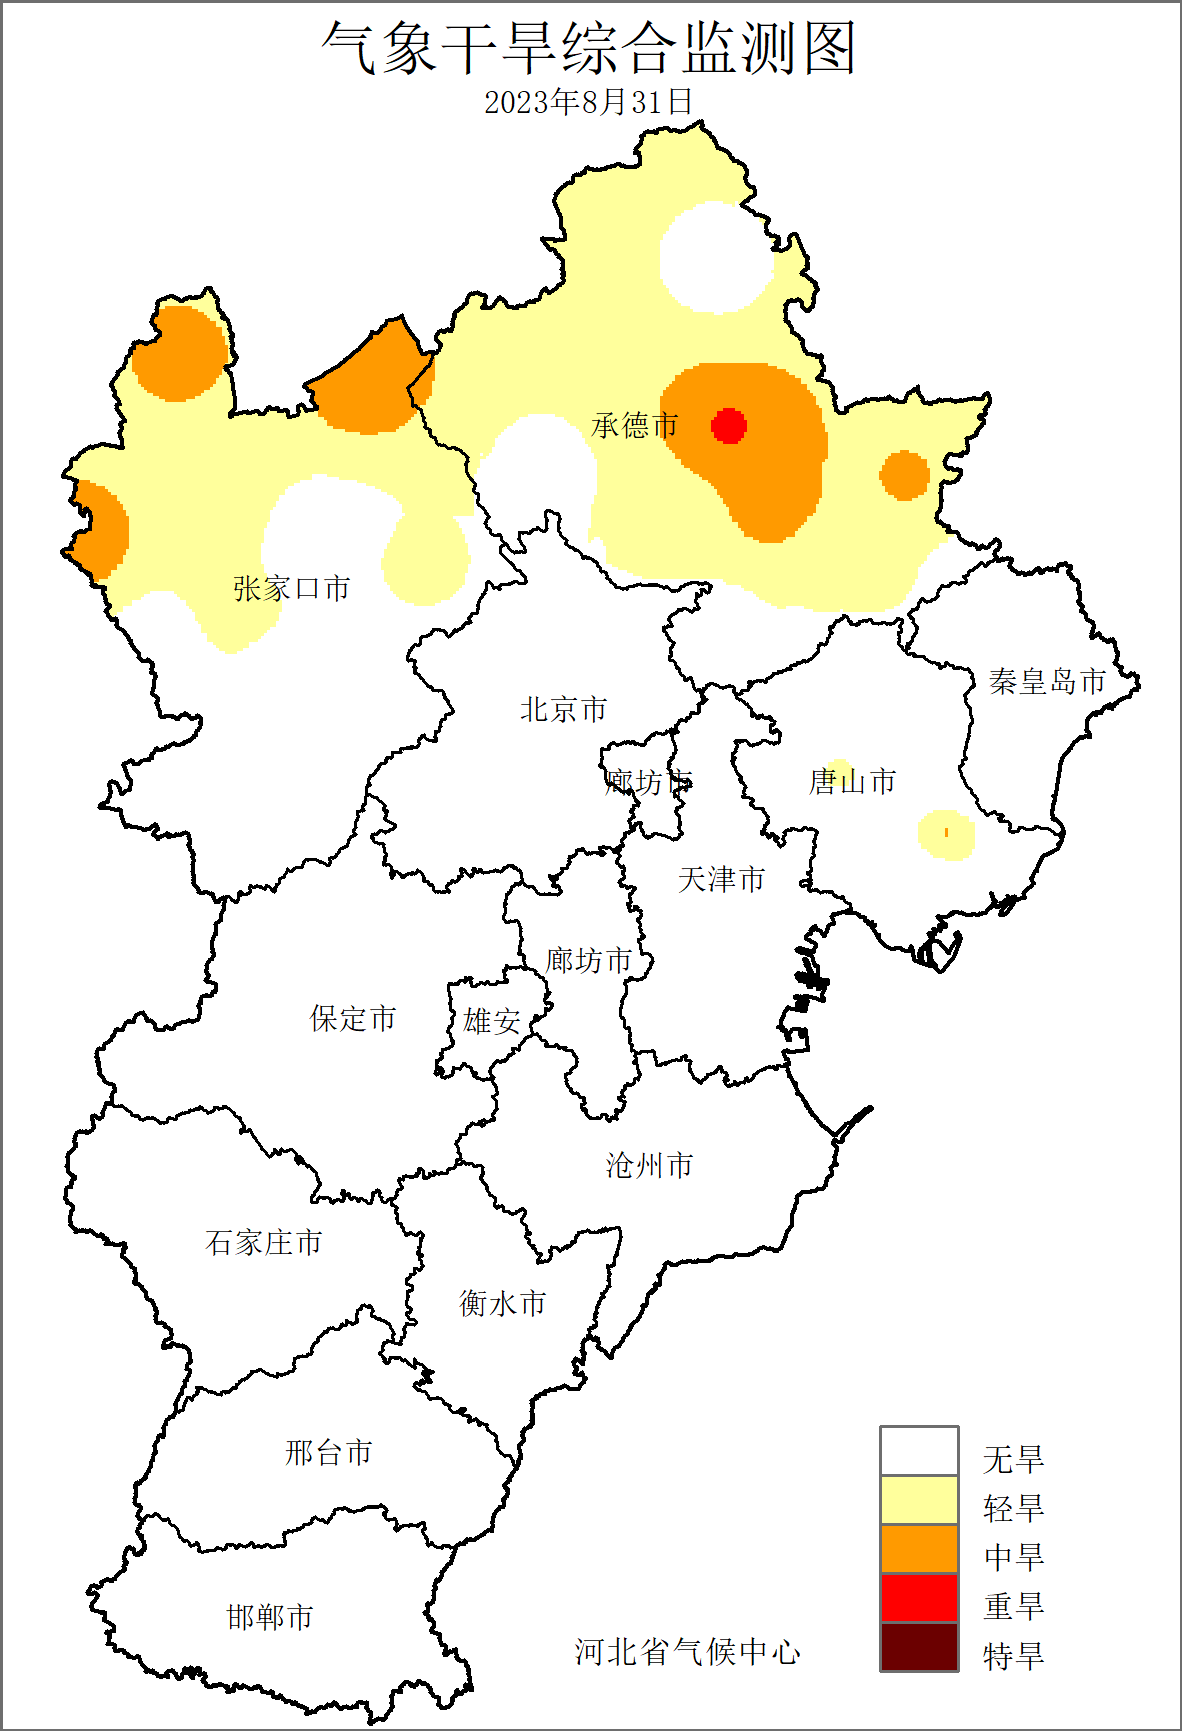 气象干旱综合监测图
2023年8月31日
承德市
张家口市
秦皇岛市
北京市
廊坊市
唐山市
天津市
廊坊市
保定市
雄安
沧州市
石家庄市
衡水市
邢台市
邯郸市
无旱
轻旱
中旱
重旱
特旱
河北省气候中心